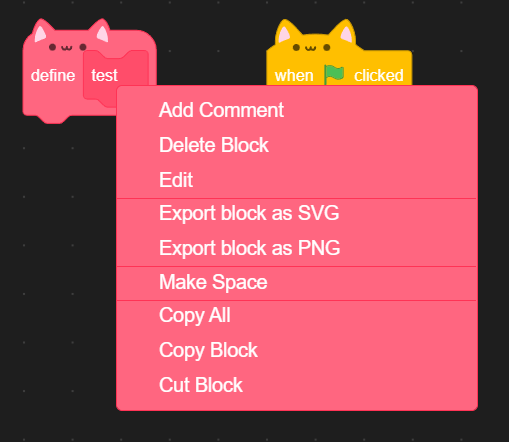 define test
when clicked
Add Comment
Delete Block
Edit
Export block as SVG
Export block as PNG
Make Space
Copy All
Copy Block
Cut Block